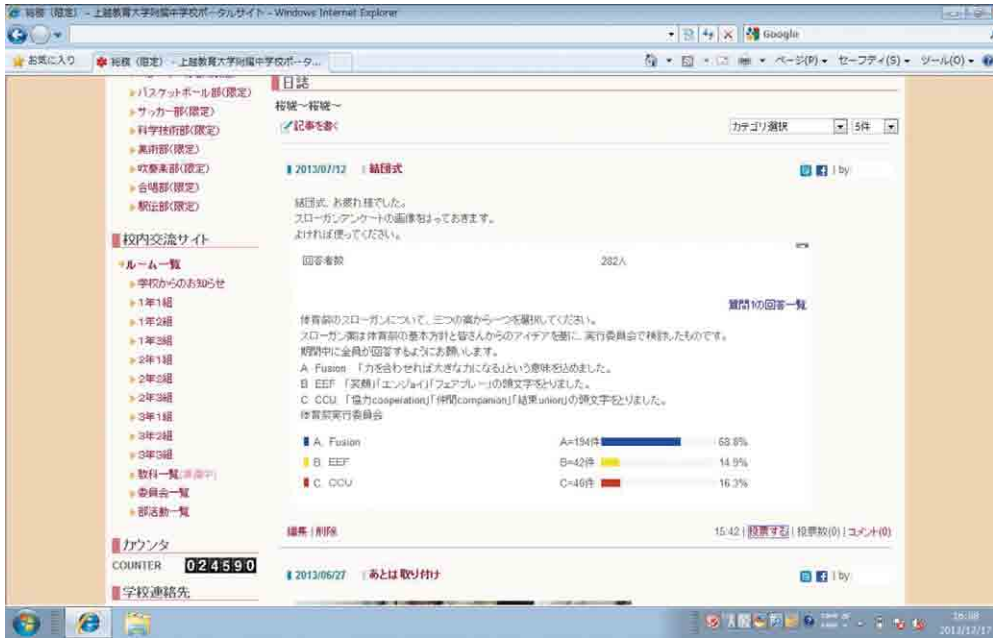 総務（限定） - 上越教育大学附属中学校ポータルサイト - Windows Internet Explorer
Google
お気に入り
総務（限定） - 上越教育大学附属中学校ポータ...
ページ(P)
セーフティ(S)
ツール(O)
バスケットボール部(限定)
サッカー部(限定)
科学技術部(限定)
美術部(限定)
吹奏楽部(限定)
合唱部(限定)
駅伝部(限定)
校内交流サイト
ルーム一覧
学校からのお知らせ
1年1組
1年2組
1年3組
2年1組
2年2組
2年3組
3年1組
3年2組
3年3組
教科一覧(準備中)
委員会一覧
部活動一覧
カウンタ
COUNTER 024590
学校連絡先
日誌
記事を書く
カテゴリ選択 5件
2013/07/12 結団式
| by
結団式、お疲れ様でした。
スローガンアンケートの画像をはっておきます。
よければ使ってください。
回答者数 282人
質問1の回答一覧
体育部のスローガンについて、三つの案から一つを選択してください。
スローガン案は体育部の基本方針と皆さんからのアイデアを基に、実行委員会で検討したものです。
期間中に全員が回答するようにお願いします。
A Fusion 「力を合わせれば大きな力になる」という意味を込めました。
B EEF 「笑顔」「エンジョイ」「フェアプレー」の頭文字をとりました。
C CCU 「協力cooperation」「仲間companion」「結束union」の頭文字をとりました。
体育部実行委員会
A. Fusion A=194件 68.8%
B. EEF B=42件 14.9%
C. CCU C=46件 16.3%
編集 | 削除
15:42 | 投票する | 投票数(0) | コメント(0)
2013/06/27 あとは取り付け
| by
16:08
2013/12/17